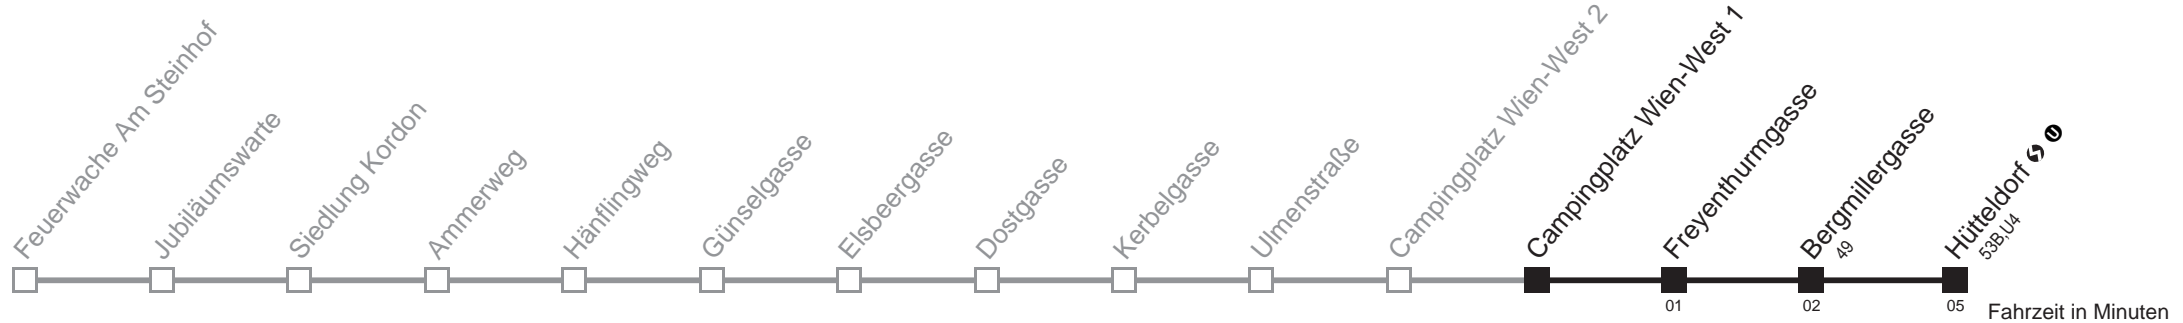 Feuerwache Am Steinhof
Jubiläumswarte
Siedlung Kordon
Ammerweg
Hänflingweg
Günselgasse
Elsbeergasse
Dostgasse
Kerbelgasse
Ulmenstraße
Campingplatz Wien-West 2
Campingplatz Wien-West 1
Freyenthurmgasse
Bergmillergasse
49
Hütteldorf S U
53B,U4
01
02
05
Fahrzeit in Minuten